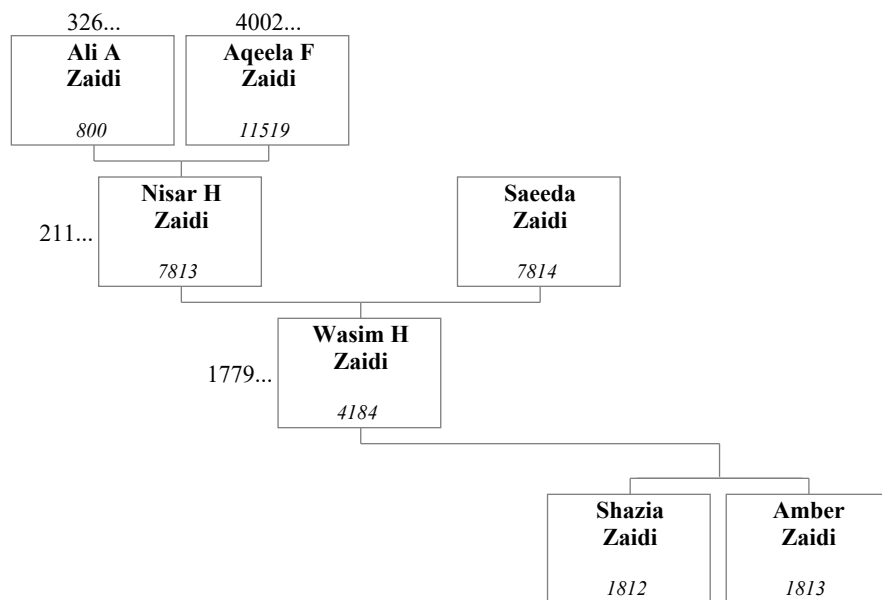 326...
4002...
Ali A
Zaidi
800
Aqeela F
Zaidi
11519
211...
Nisar H
Zaidi
7813
Saeeda
Zaidi
7814
1779...
Wasim H
Zaidi
4184
Shazia
Zaidi
1812
Amber
Zaidi
1813